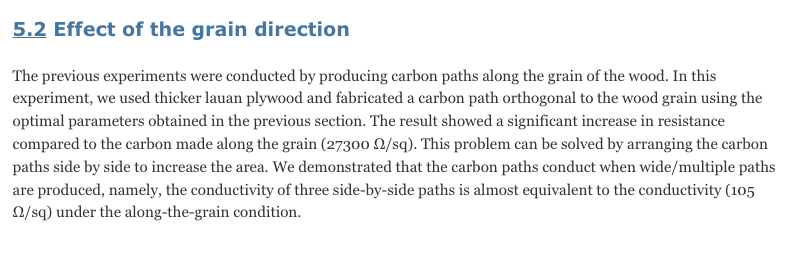 5.2 Effect of the grain direction
The previous experiments were conducted by producing carbon paths along the grain of the wood. In this
experiment, we used thicker lauan plywood and fabricated a carbon path orthogonal to the wood grain using the
optimal parameters obtained in the previous section. The result showed a significant increase in resistance
compared to the carbon made along the grain (27300 Ω/sq). This problem can be solved by arranging the carbon
paths side by side to increase the area. We demonstrated that the carbon paths conduct when wide/multiple paths
are produced, namely, the conductivity of three side-by-side paths is almost equivalent to the conductivity (105
Ω/sq) under the along-the-grain condition.